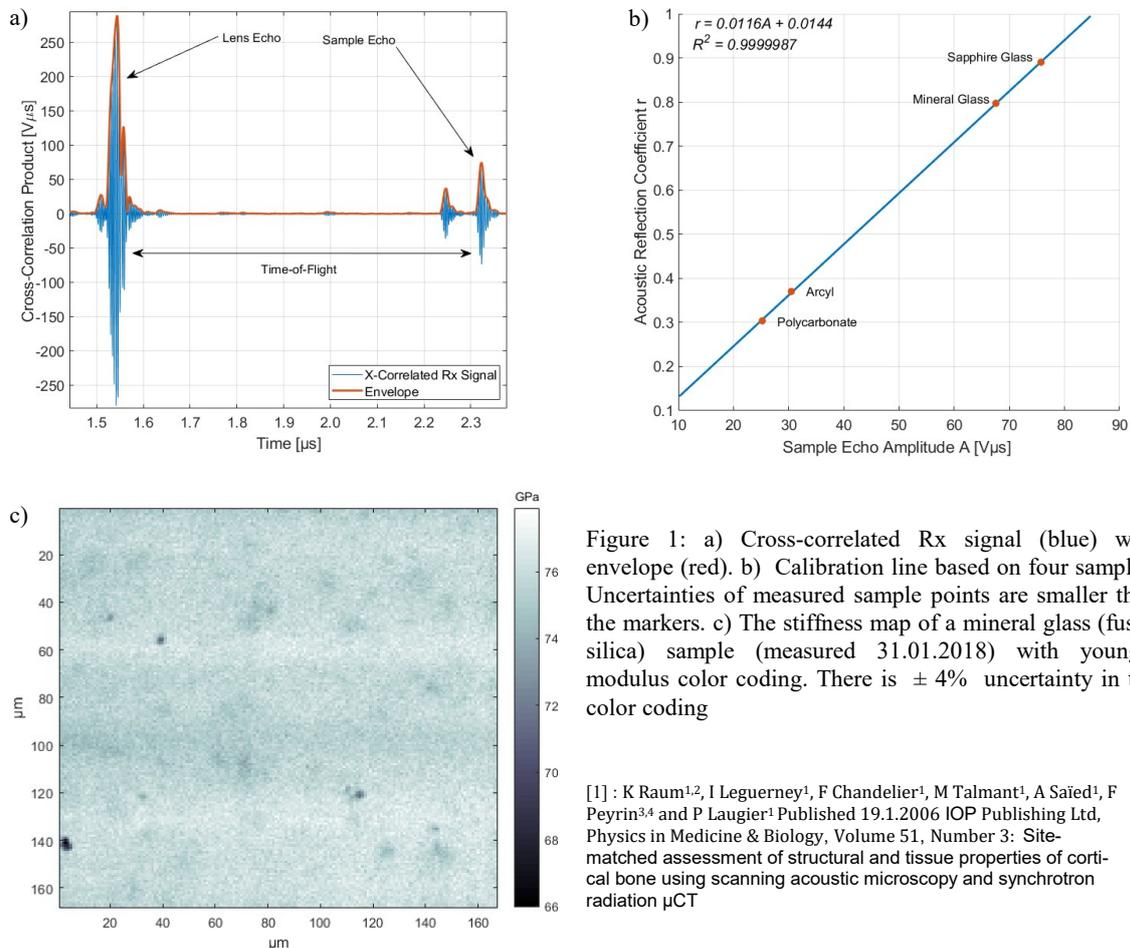 a)
Lens Echo
Sample Echo
Time-of-Flight
X-Correlated Rx Signal
Envelope
Cross-Correlation Product [Vµs]
250
200
150
100
50
0
-50
-100
-150
-200
-250
1.5 1.6 1.7 1.8 1.9 2.0 2.1 2.2 2.3
Time [µs]
b)
r = 0.0116A + 0.0144
R² = 0.9999987
Sapphire Glass
Mineral Glass
Arcyl
Polycarbonate
Acoustic Reflection Coefficient r
1
0.9
0.8
0.7
0.6
0.5
0.4
0.3
0.2
0.1
10 20 30 40 50 60 70 80 90
Sample Echo Amplitude A [Vµs]
c)
GPa
76
74
72
70
68
66
µm
20
40
60
80
100
120
140
160
20 40 60 80 100 120 140 160
µm
Figure 1: a) Cross-correlated Rx signal (blue) w
envelope (red). b) Calibration line based on four sampl
Uncertainties of measured sample points are smaller th
the markers. c) The stiffness map of a mineral glass (fus
silica) sample (measured 31.01.2018) with young
modulus color coding. There is ± 4% uncertainty in t
color coding
[1] : K Raum1,2, I Leguerney1, F Chandelier1, M Talmant1, A Saïed1, F
Peyrin3,4 and P Laugier1 Published 19.1.2006 IOP Publishing Ltd,
Physics in Medicine & Biology, Volume 51, Number 3: Site-
matched assessment of structural and tissue properties of corti-
cal bone using scanning acoustic microscopy and synchrotron
radiation µCT